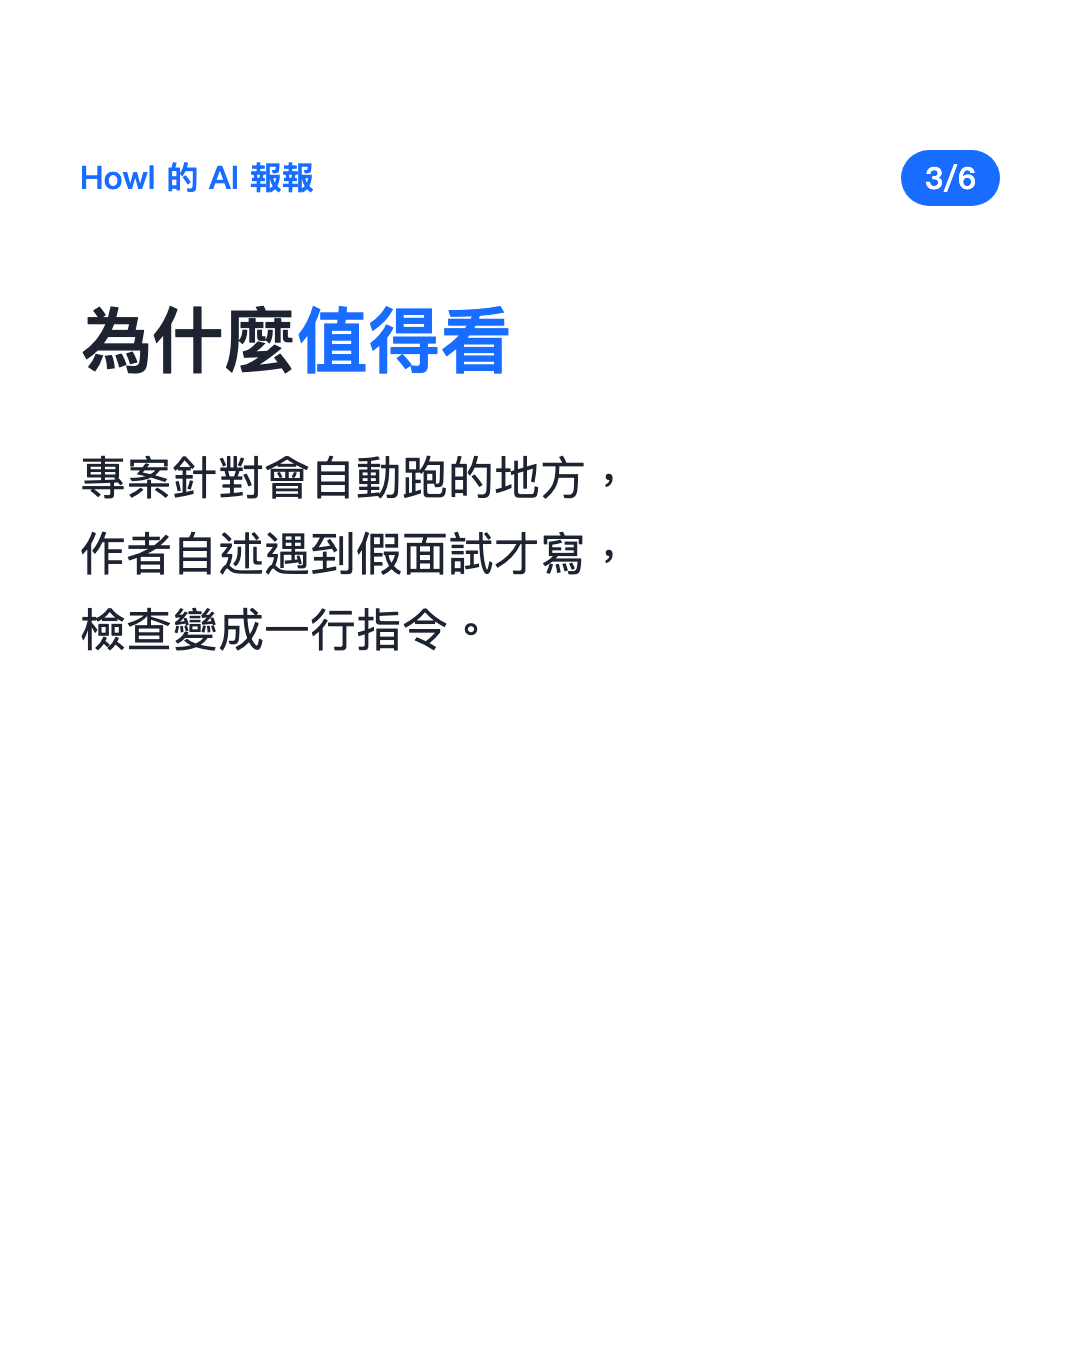 Howl 的 AI 報報
3/6
為什麼值得看
專案針對會自動跑的地方，
作者自述遇到假面試才寫，
檢查變成一行指令。